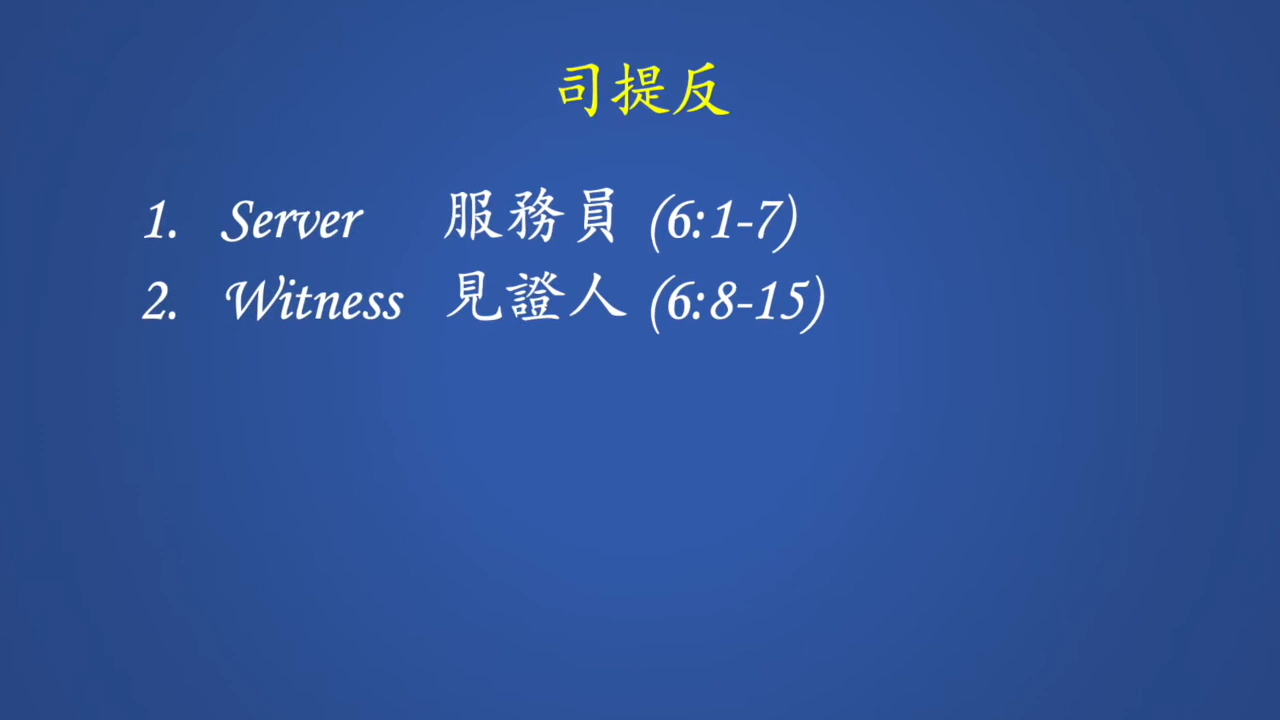 司提反
1. Server 服務員 (6:1-7)
2. Witness 見證人 (6:8-15)